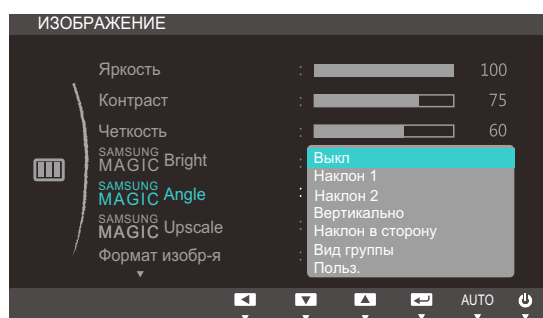 ИЗОБРАЖЕНИЕ
Яркость : 100
Контраст : 75
Четкость : 60
SAMSUNG MAGIC Bright :
SAMSUNG MAGIC Angle :
SAMSUNG MAGIC Upscale :
Формат изобр-я :
Выкл
Наклон 1
Наклон 2
Вертикально
Наклон в сторону
Вид группы
Польз.
AUTO